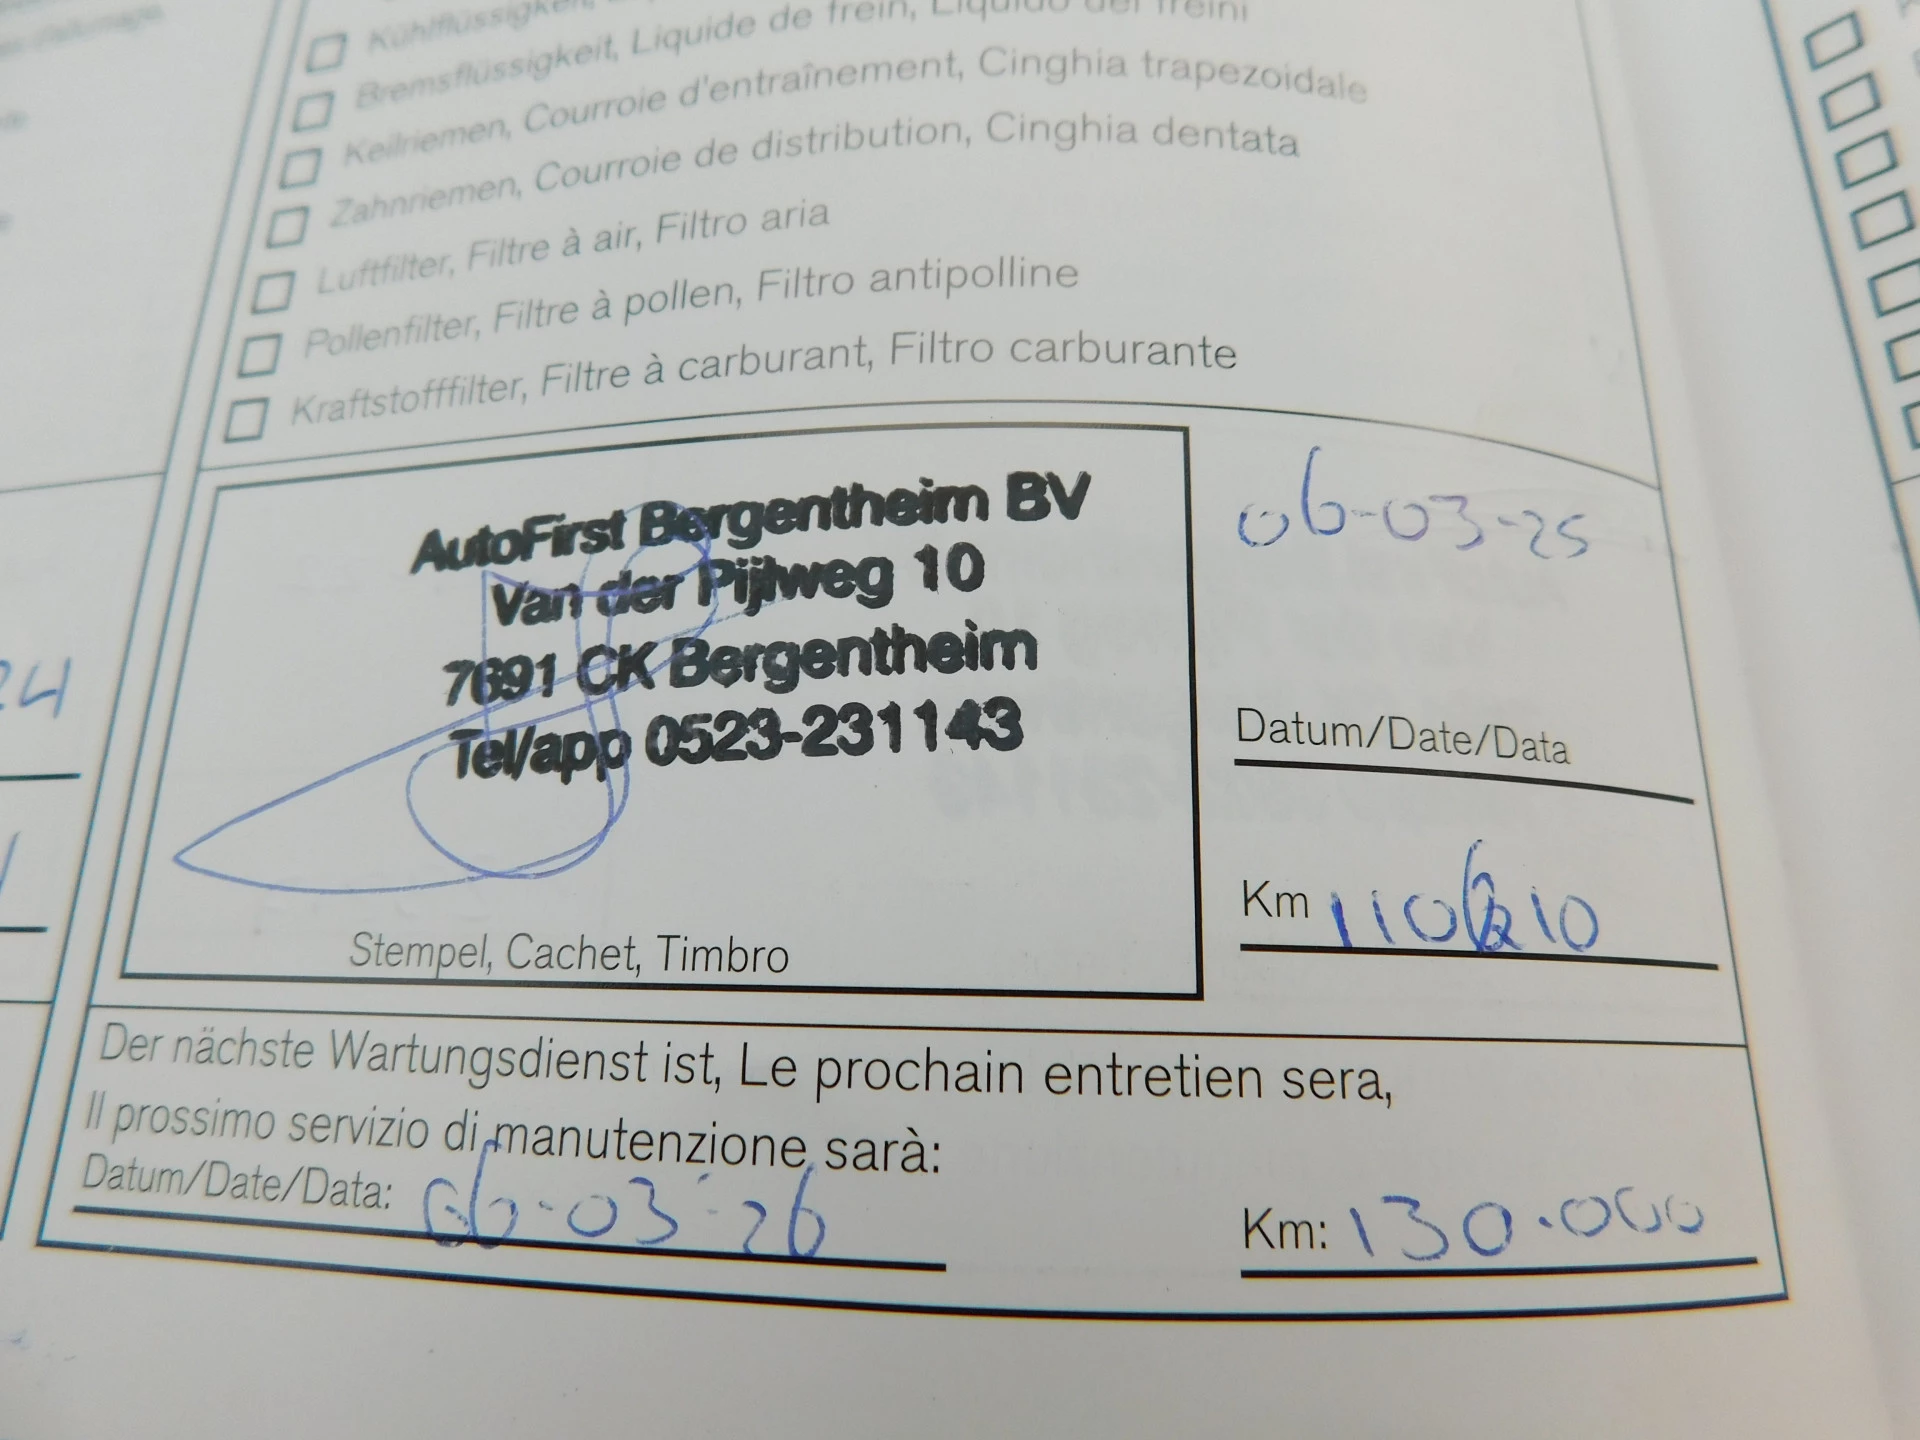 Kühlflüssigkeit,
Bremsflüssigkeit, Liquide de frein, Liquido dei freini
Keilriemen, Courroie d'entraînement, Cinghia trapezoidale
Zahnriemen, Courroie de distribution, Cinghia dentata
Luftfilter, Filtre à air, Filtro aria
Pollenfilter, Filtre à pollen, Filtro antipolline
Kraftstofffilter, Filtre à carburant, Filtro carburante
AutoFirst Bergentheim BV
Van der Pijlweg 10
7691 CK Bergentheim
Tel/app 0523-231143
Stempel, Cachet, Timbro
06-03-25
Datum/Date/Data
Km
24
Der nächste Wartungsdienst ist, Le prochain entretien sera,
Il prossimo servizio di manutenzione sarà:
Datum/Date/Data: 06-03-26
Km: 130.000